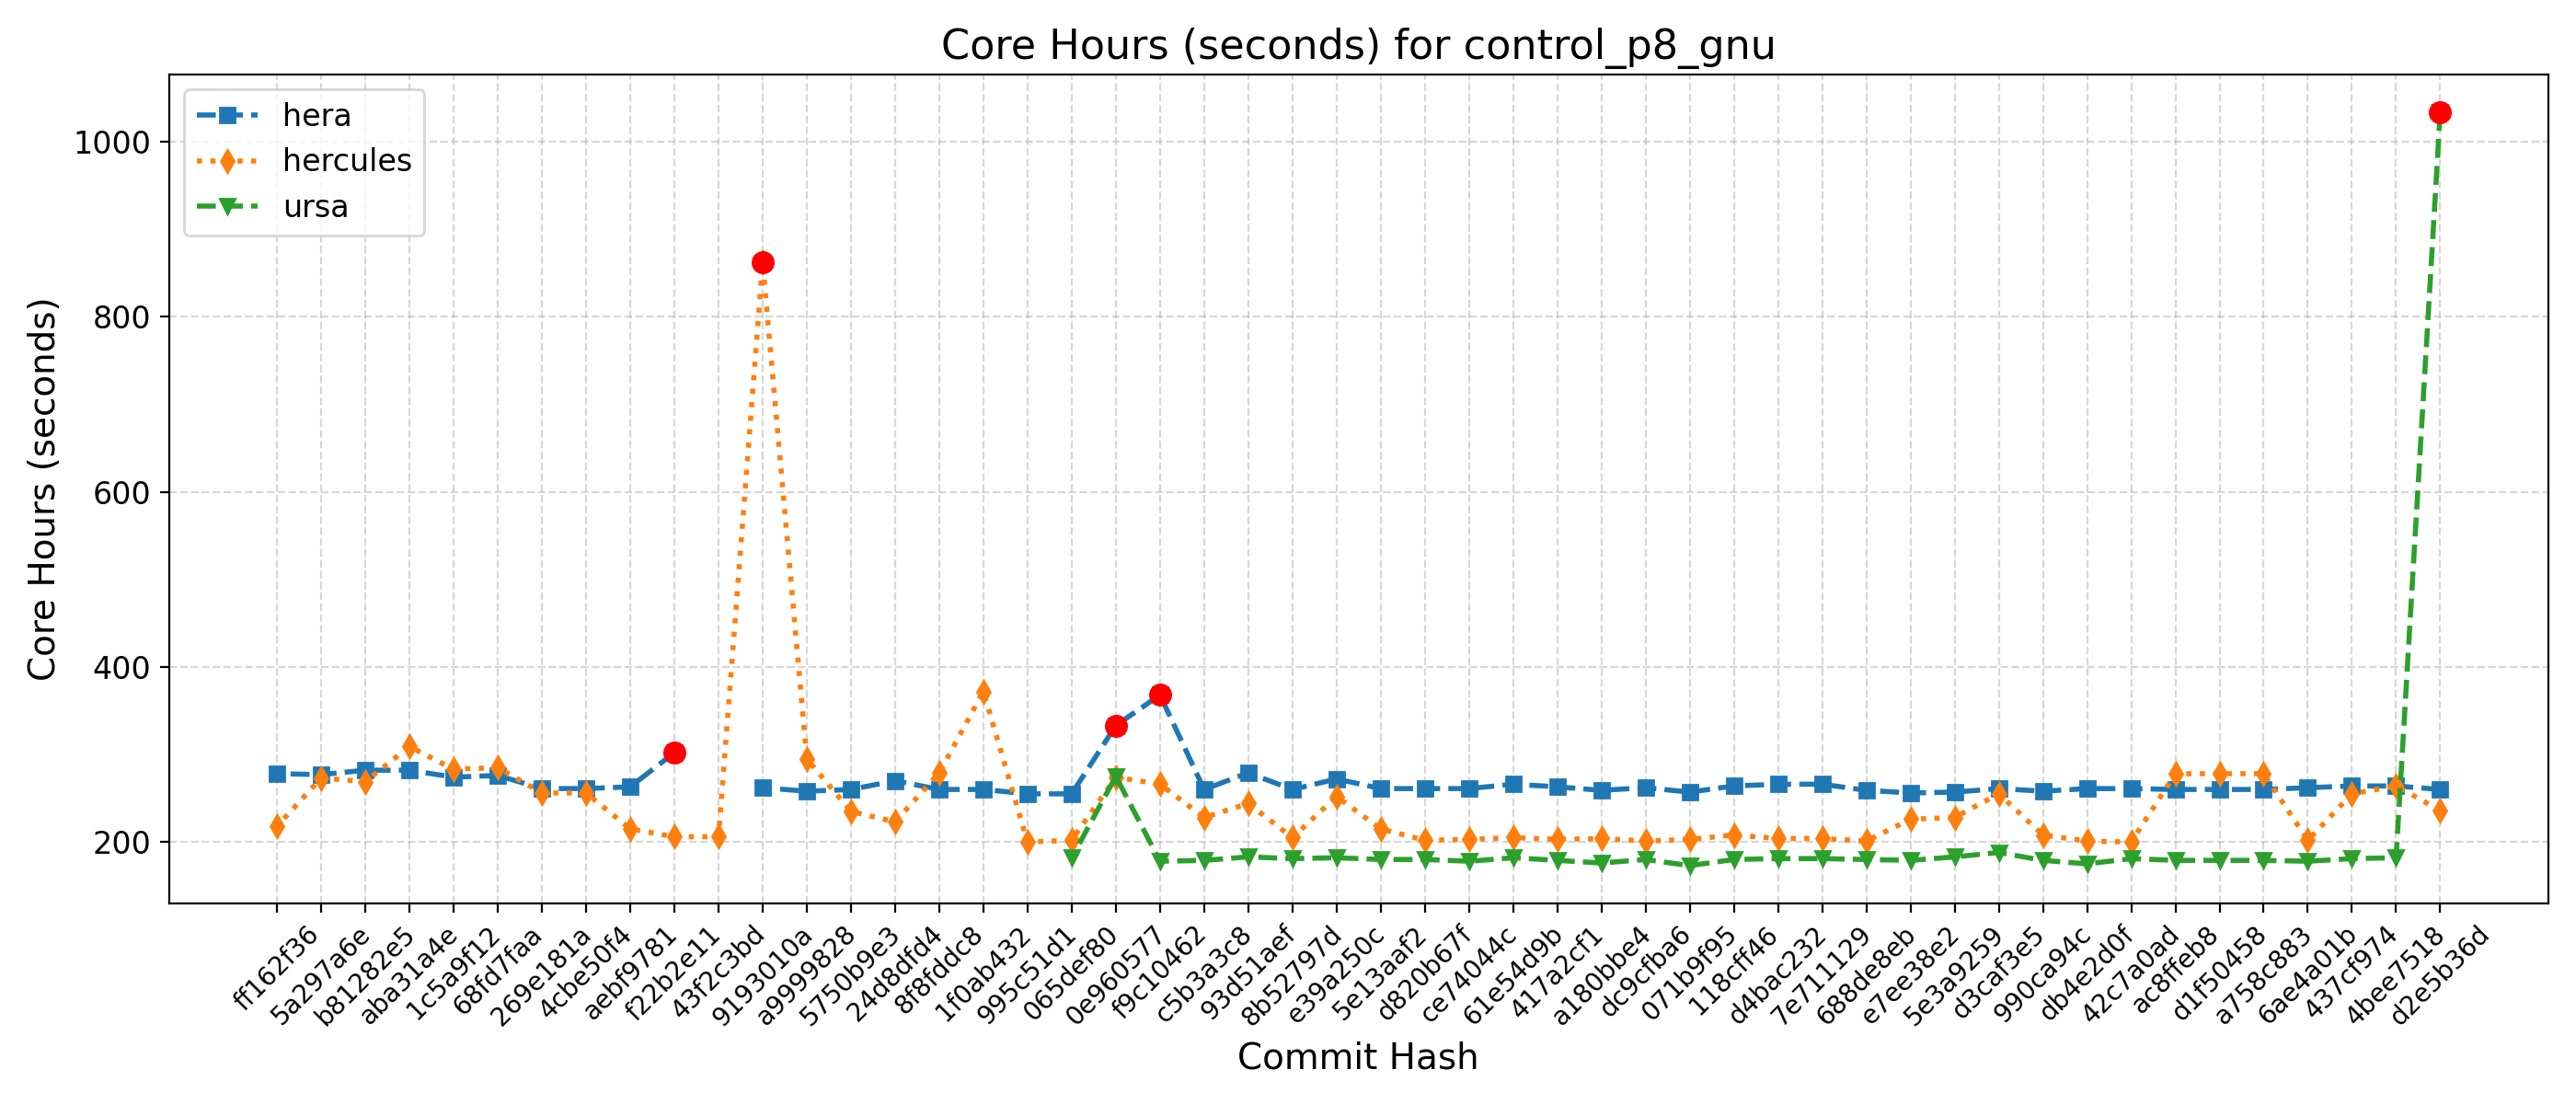 Core Hours (seconds) for control_p8_gnu
hera
hercules
ursa
Core Hours (seconds)
1000
800
600
400
200
ff162f36
5a297a6e
b81282e5
aba31a4e
1c5a9f12
68fd7faa
269e181a
4cbe50f4
aebf9781
f22b2e11
43f2c3bd
9193010a
a9999828
5750b9e3
24d8dfd4
8f8fddc8
1f0ab432
995c51d1
065def80
0e960577
f9c10462
c5b3a3c8
93d51aef
8b52797d
e39a250c
5e13aaf2
d820b67f
ce74044c
61e54d9b
417a2cf1
a180bbe4
dc9cfba6
071b9f95
118cff46
d4bac232
7e711129
688de8eb
e7ee38e2
5e3a9259
d3caf3e5
990ca94c
db4e2d0f
42c7a0ad
ac8ffeb8
d1f50458
a758c883
6ae4a01b
437cf974
4bee7518
d2e5b36d
Commit Hash